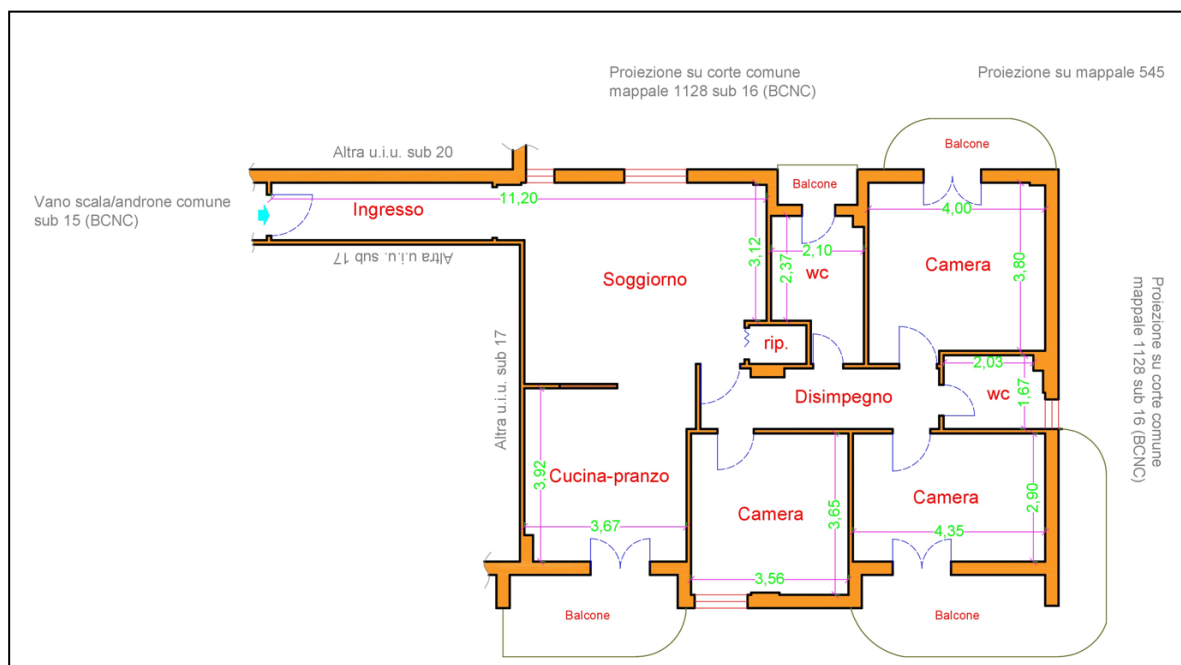 Proiezione su corte comune
mappale 1128 sub 16 (BCNC)
Proiezione su mappale 545
Altra u.i.u. sub 20
Balcone
Balcone
Vano scala/androne comune
sub 15 (BCNC)
Ingresso
11,20
4,00
Altra u.i.u. sub 17
3,12
2,37
2,10
wc
Camera
3,80
Soggiorno
Proiezione su corte comune
mappale 1128 sub 16 (BCNC)
rip.
2,03
wc
1,67
Disimpegno
Altra u.i.u. sub 17
3,92
Cucina-pranzo
3,67
Camera
3,65
3,56
Camera
2,90
4,35
Balcone
Balcone